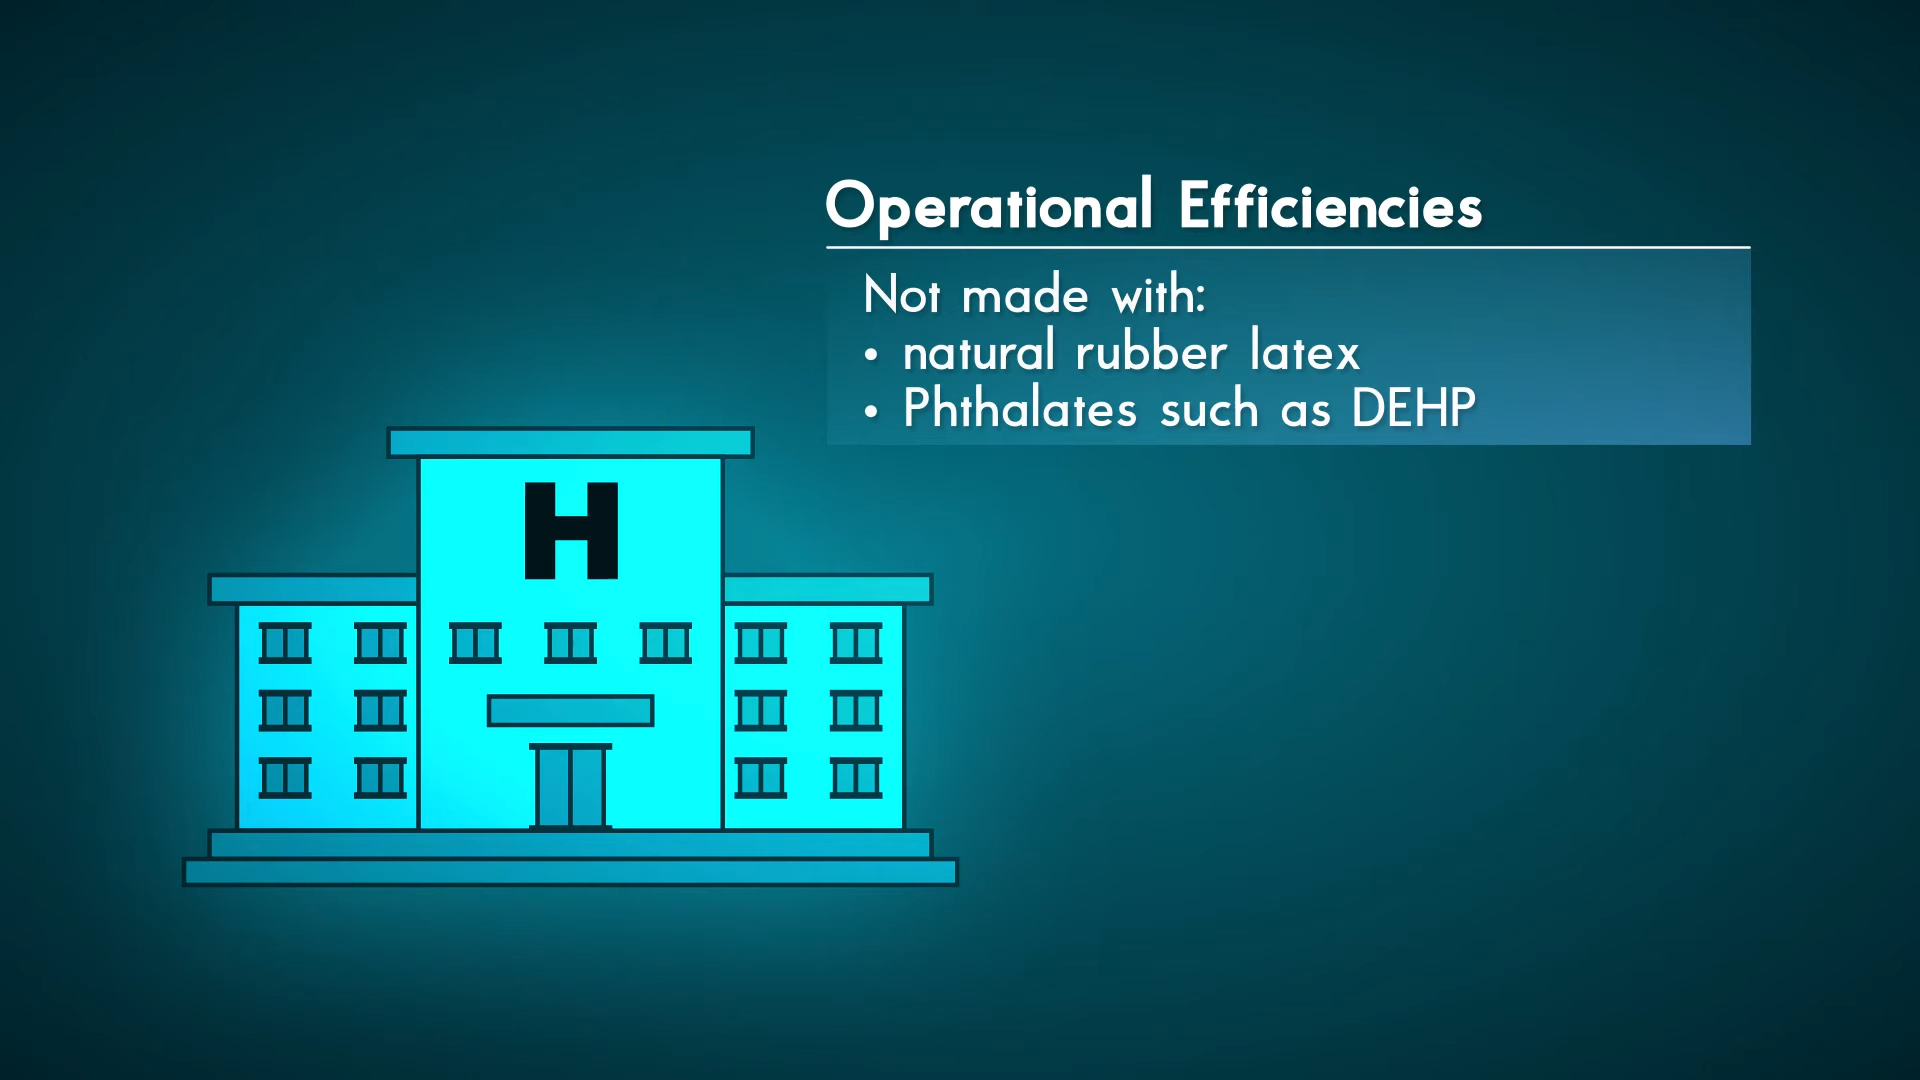 Operational Efficiencies
Not made with:
• natural rubber latex
• Phthalates such as DEHP
H